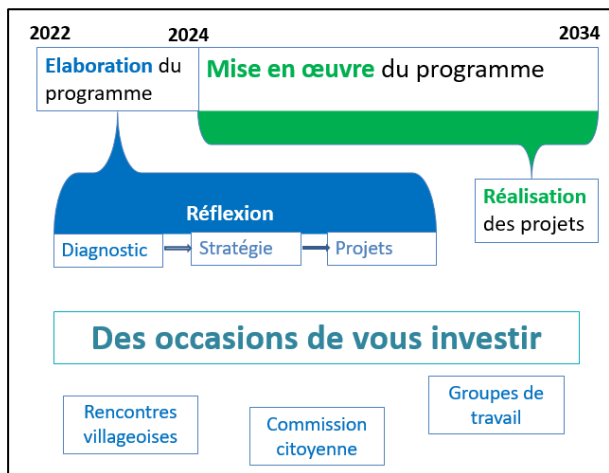 2022
2024
2034
Elaboration du
programme
Mise en œuvre du programme
Réflexion
Diagnostic
Stratégie
Projets
Réalisation
des projets
Des occasions de vous investir
Rencontres
villageoises
Commission
citoyenne
Groupes de
travail